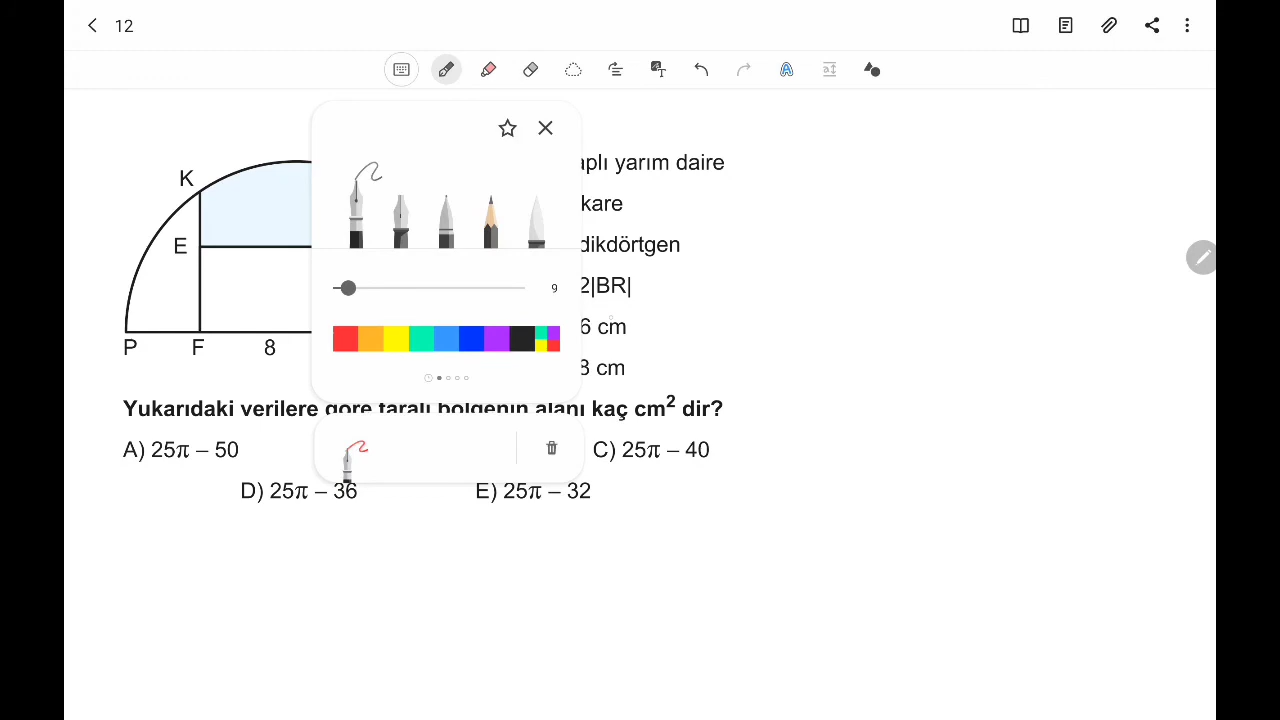 12
K
aplı yarım daire
kare
E
dikdörtgen
2|BR|
9
6 cm
P F 8
8 cm
Yukarıdaki verilere göre taralı bölgenin alanı kaç cm² dir?
A) 25π – 50
C) 25π – 40
D) 25π – 36 E) 25π – 32